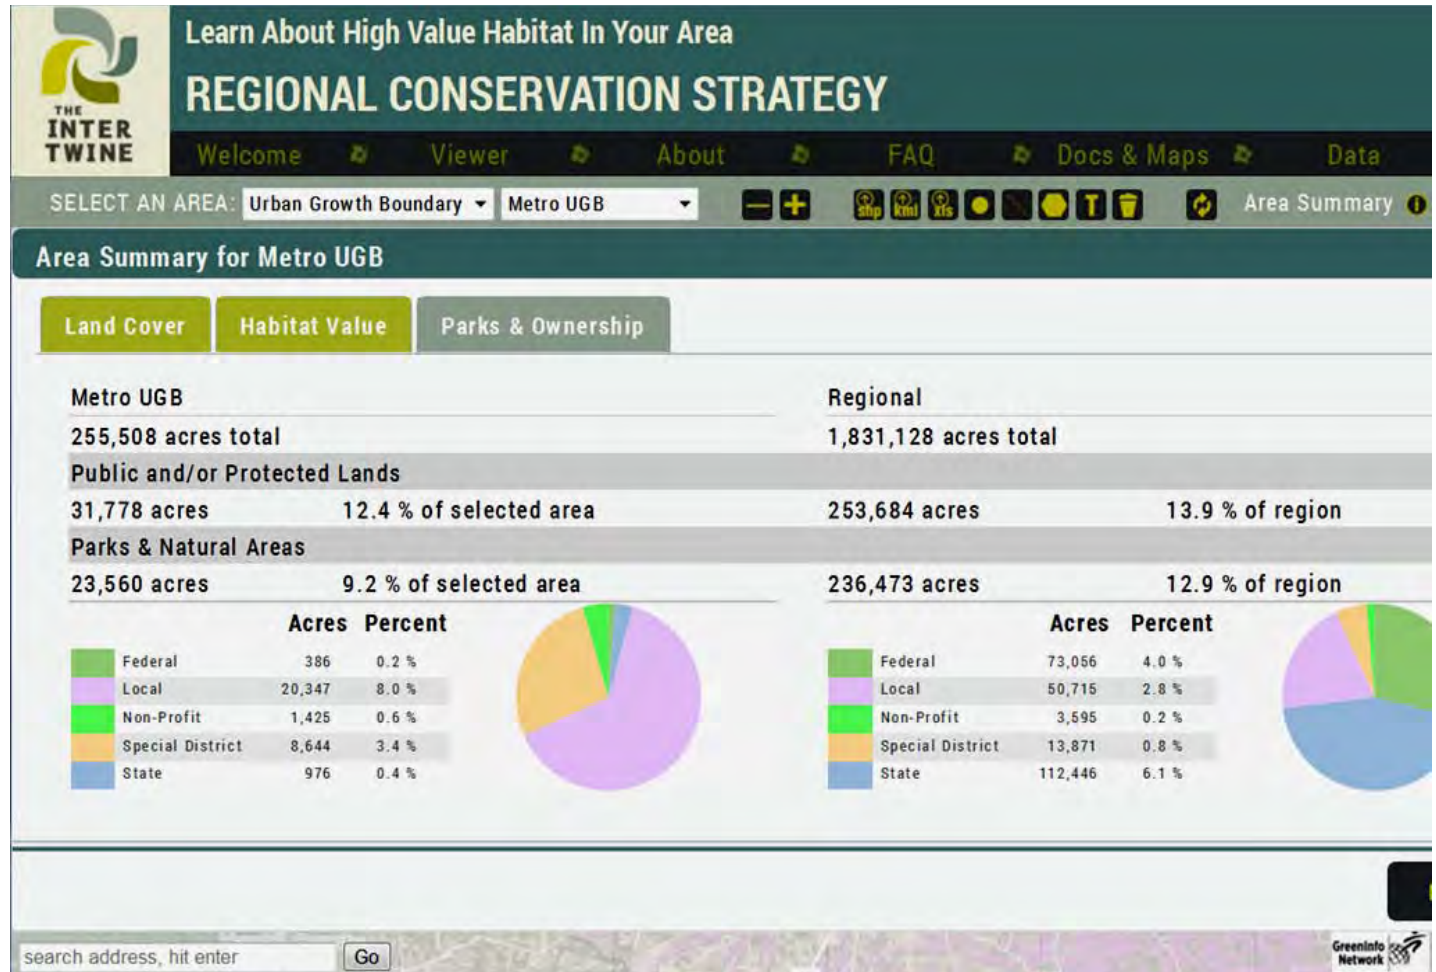 Learn About High Value Habitat In Your Area
REGIONAL CONSERVATION STRATEGY
THE
INTER
TWINE
Welcome Viewer About FAQ Docs & Maps Data
SELECT AN AREA: Urban Growth Boundary Metro UGB shp kml xls T Area Summary
Area Summary for Metro UGB
Land Cover Habitat Value Parks & Ownership
Metro UGB
255,508 acres total
Public and/or Protected Lands
31,778 acres 12.4 % of selected area
Parks & Natural Areas
23,560 acres 9.2 % of selected area
Acres Percent
Federal 386 0.2 %
Local 20,347 8.0 %
Non-Profit 1,425 0.6 %
Special District 8,644 3.4 %
State 976 0.4 %
Regional
1,831,128 acres total
253,684 acres 13.9 % of region
236,473 acres 12.9 % of region
Acres Percent
Federal 73,056 4.0 %
Local 50,715 2.8 %
Non-Profit 3,595 0.2 %
Special District 13,871 0.8 %
State 112,446 6.1 %
search address, hit enter Go
GreenInfo
Network